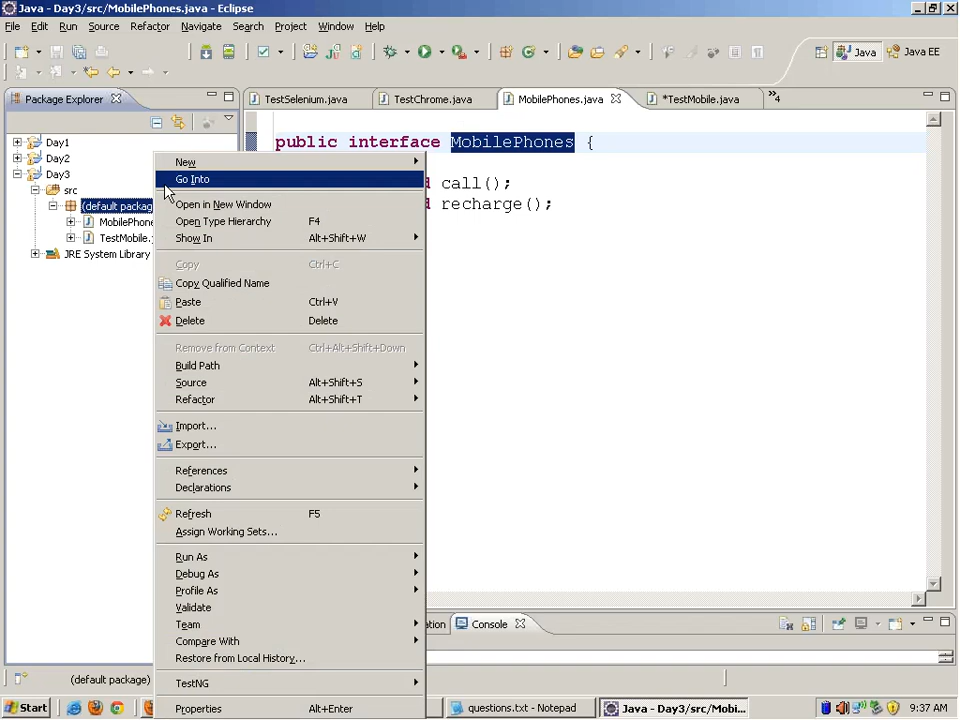 Java - Day3/src/MobilePhones.java - Eclipse
File Edit Run Source Refactor Navigate Search Project Window Help
Java Java EE
Package Explorer
TestSelenium.java TestChrome.java MobilePhones.java *TestMobile.java 4
Day1
Day2
Day3
src
(default packag
MobilePhone
TestMobile.
JRE System Library
public interface MobilePhones {
d call();
d recharge();
New
Go Into
Open in New Window
Open Type Hierarchy F4
Show In Alt+Shift+W
Copy Ctrl+C
Copy Qualified Name
Paste Ctrl+V
Delete Delete
Remove from Context Ctrl+Alt+Shift+Down
Build Path
Source Alt+Shift+S
Refactor Alt+Shift+T
Import...
Export...
References
Declarations
Refresh F5
Assign Working Sets...
Run As
Debug As
Profile As
Validate
Team
Compare With
Restore from Local History...
TestNG
Properties Alt+Enter
ation Console
(default package)
Start questions.txt - Notepad Java - Day3/src/Mobi... 9:37 AM